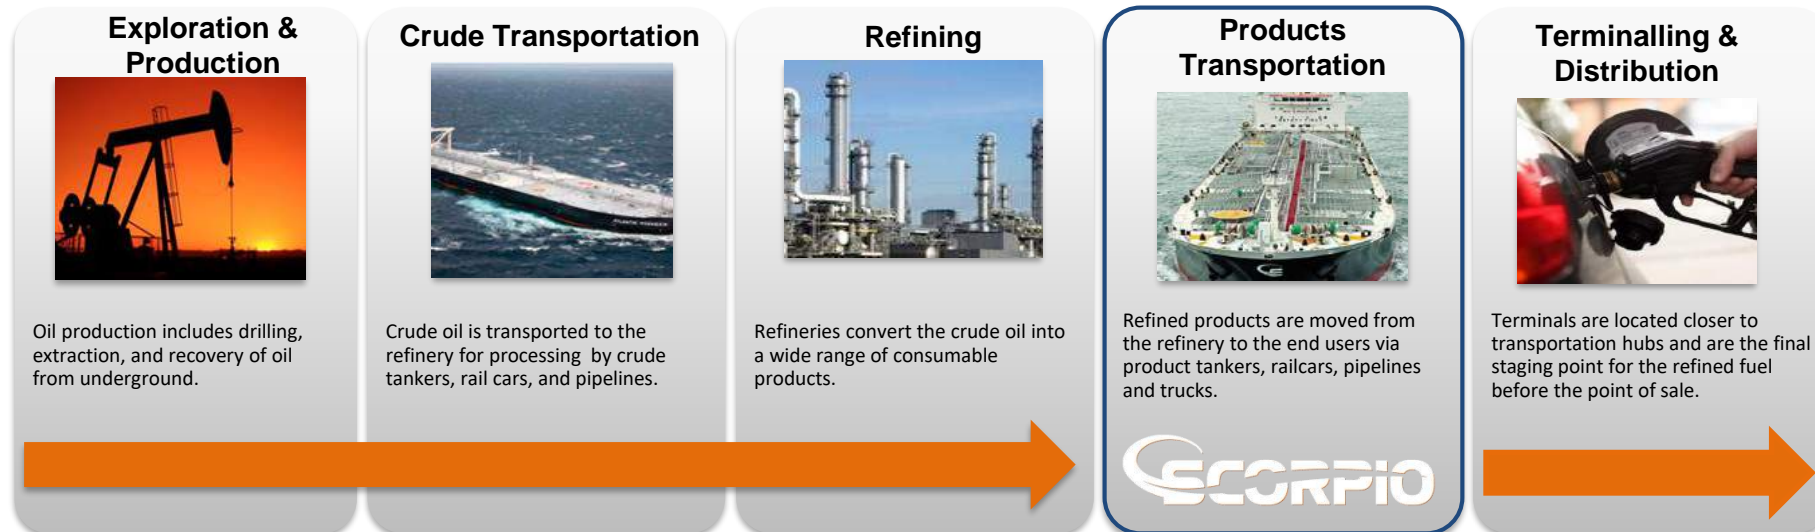 Exploration &
Production
Oil production includes drilling,
extraction, and recovery of oil
from underground.
Crude Transportation
Crude oil is transported to the
refinery for processing  by crude
tankers, rail cars, and pipelines.
Refining
Refineries convert the crude oil into
a wide range of consumable
products.
Products
Transportation
Refined products are moved from
the refinery to the end users via
product tankers, railcars, pipelines
and trucks.
SCORPIO
Terminalling &
Distribution
Terminals are located closer to
transportation hubs and are the final
staging point for the refined fuel
before the point of sale.